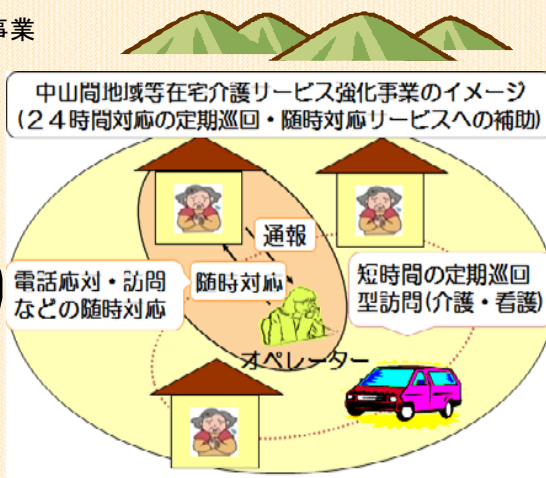 事業
中山間地域等在宅介護サービス強化事業のイメージ
(２４時間対応の定期巡回・随時対応サービスへの補助)
通報
電話応対・訪問
などの随時対応
随時対応
短時間の定期巡回
型訪問(介護・看護)
オペレーター